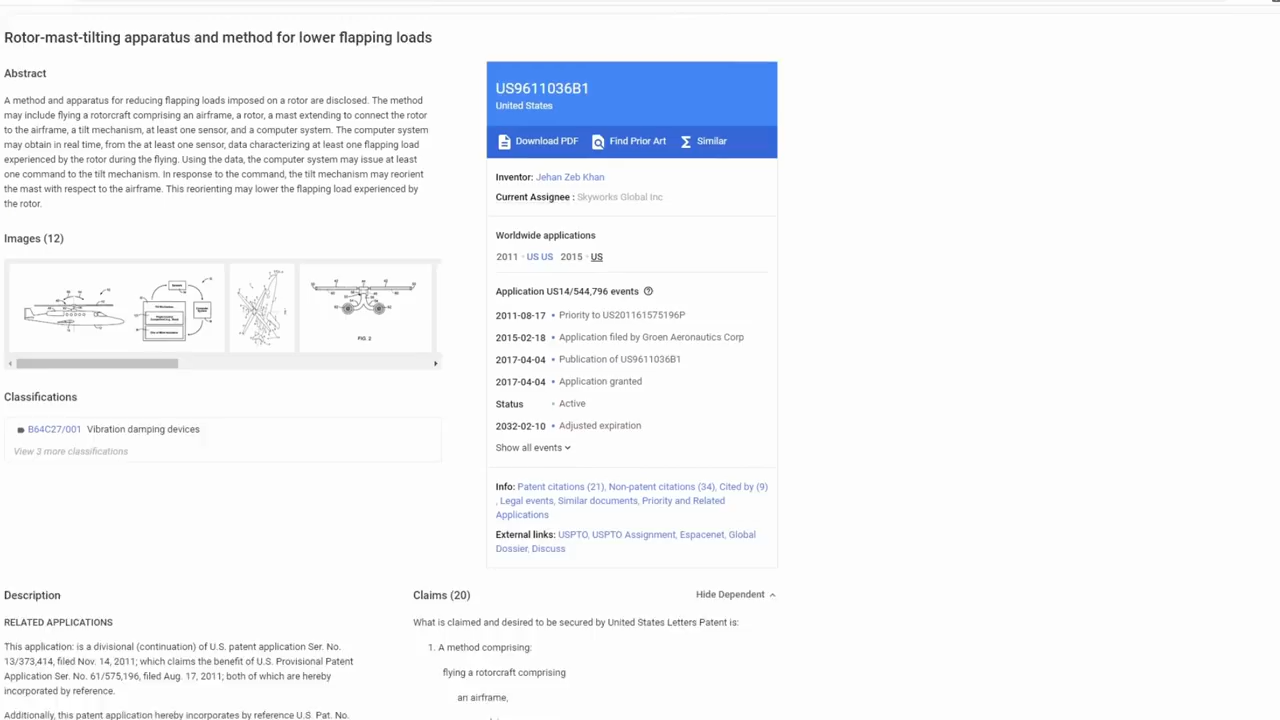 Rotor-mast-tilting apparatus and method for lower flapping loads
Abstract
A method and apparatus for reducing flapping loads imposed on a rotor are disclosed. The method
may include flying a rotorcraft comprising an airframe, a rotor, a mast extending to connect the rotor
to the airframe, a tilt mechanism, at least one sensor, and a computer system. The computer system
may obtain in real time, from the at least one sensor, data characterizing at least one flapping load
experienced by the rotor during the flying. Using the data, the computer system may issue at least
one command to the tilt mechanism. In response to the command, the tilt mechanism may reorient
the mast with respect to the airframe. This reorienting may lower the flapping load experienced by
the rotor.
Images (12)
FIG. 2
Classifications
B64C27/001 Vibration damping devices
View 3 more classifications
US9611036B1
United States
Download PDF Find Prior Art Similar
Inventor: Jehan Zeb Khan
Current Assignee : Skyworks Global Inc
Worldwide applications
2011 · US US 2015 · US
Application US14/544,796 events
2011-08-17 • Priority to US201161575196P
2015-02-18 • Application filed by Groen Aeronautics Corp
2017-04-04 • Publication of US9611036B1
2017-04-04 • Application granted
Status • Active
2032-02-10 • Adjusted expiration
Show all events
Info: Patent citations (21), Non-patent citations (34), Cited by (9)
, Legal events, Similar documents, Priority and Related
Applications
External links: USPTO, USPTO Assignment, Espacenet, Global
Dossier, Discuss
Description
RELATED APPLICATIONS
This application: is a divisional (continuation) of U.S. patent application Ser. No.
13/373,414, filed Nov. 14, 2011; which claims the benefit of U.S. Provisional Patent
Application Ser. No. 61/575,196, filed Aug. 17, 2011; both of which are hereby
incorporated by reference.
Additionally, this patent application hereby incorporates by reference U.S. Pat. No.
Claims (20)
Hide Dependent
What is claimed and desired to be secured by United States Letters Patent is:
1. A method comprising:
flying a rotorcraft comprising
an airframe,